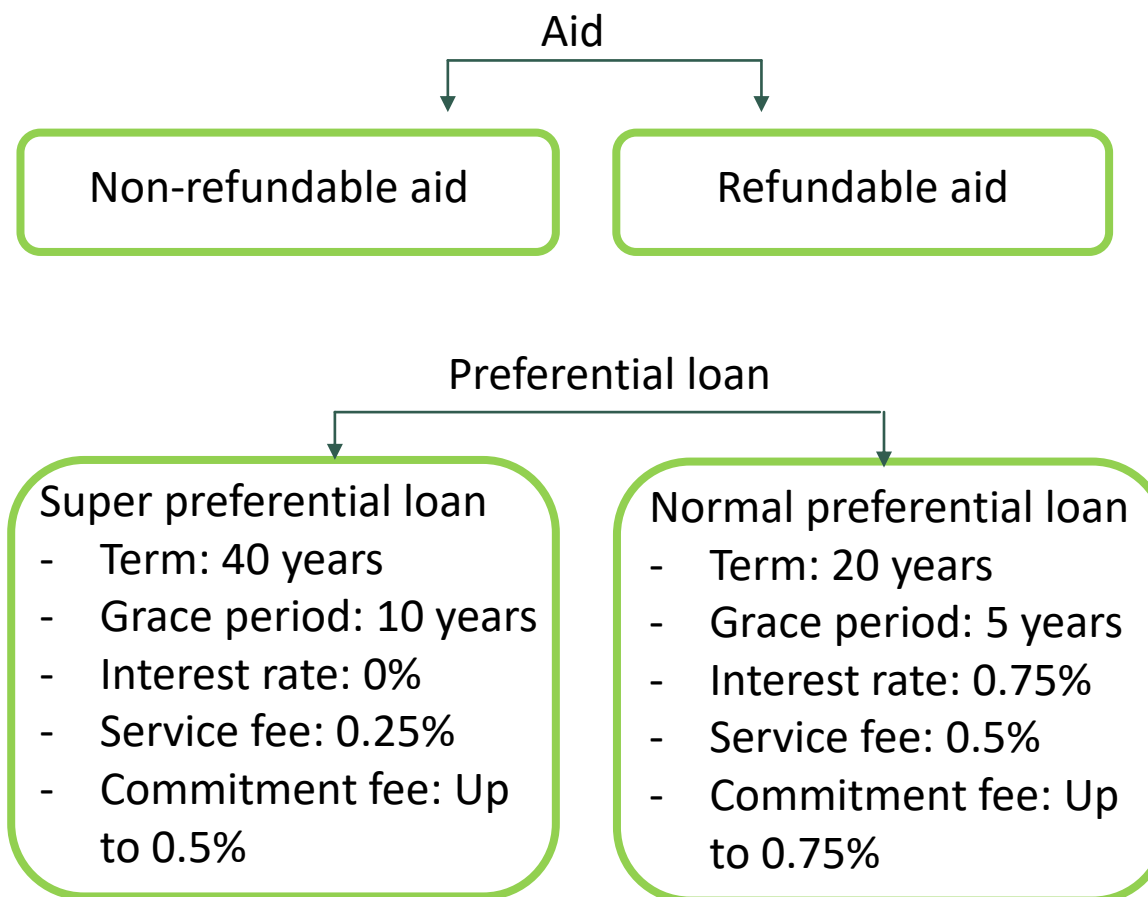 Aid
Non-refundable aid
Refundable aid
Preferential loan
Super preferential loan
- Term: 40 years
- Grace period: 10 years
- Interest rate: 0%
- Service fee: 0.25%
- Commitment fee: Up
to 0.5%
Normal preferential loan
- Term: 20 years
- Grace period: 5 years
- Interest rate: 0.75%
- Service fee: 0.5%
- Commitment fee: Up
to 0.75%